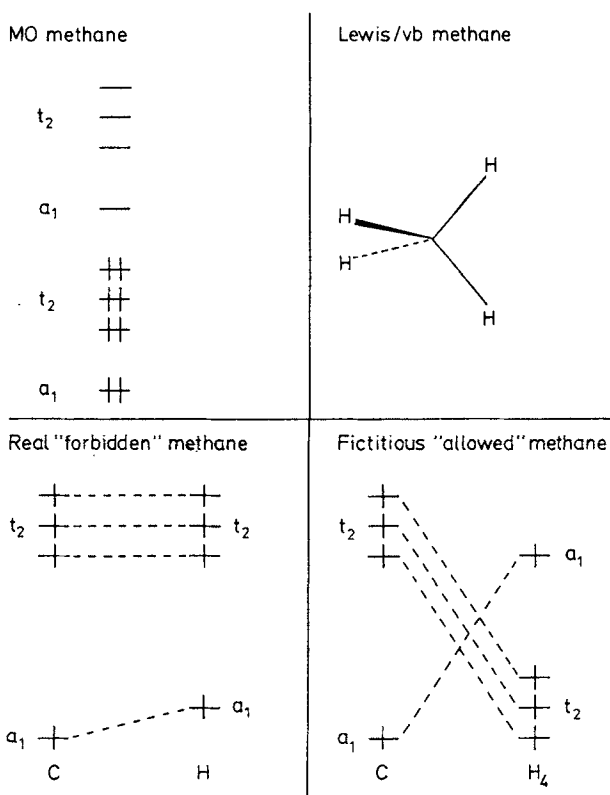 MO methane
t₂
a₁
t₂
a₁
Lewis/vb methane
H
H
H
H
Real "forbidden" methane
t₂ t₂
a₁
a₁
C H
Fictitious "allowed" methane
t₂
a₁
t₂
a₁
C H₄